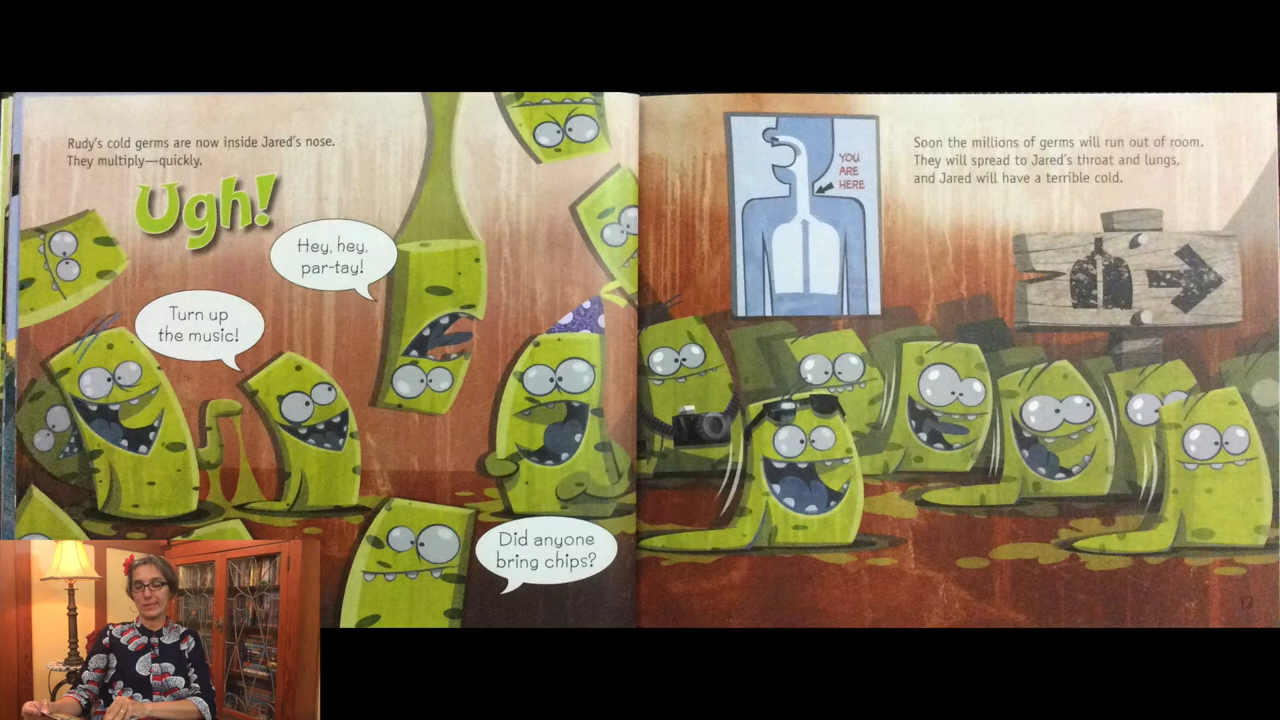 Rudy's cold germs are now inside Jared's nose.
They multiply—quickly.
Ugh!
Hey, hey,
par-tay!
Turn up
the music!
Did anyone
bring chips?
YOU
ARE
HERE
Soon the millions of germs will run out of room.
They will spread to Jared's throat and lungs,
and Jared will have a terrible cold.
17